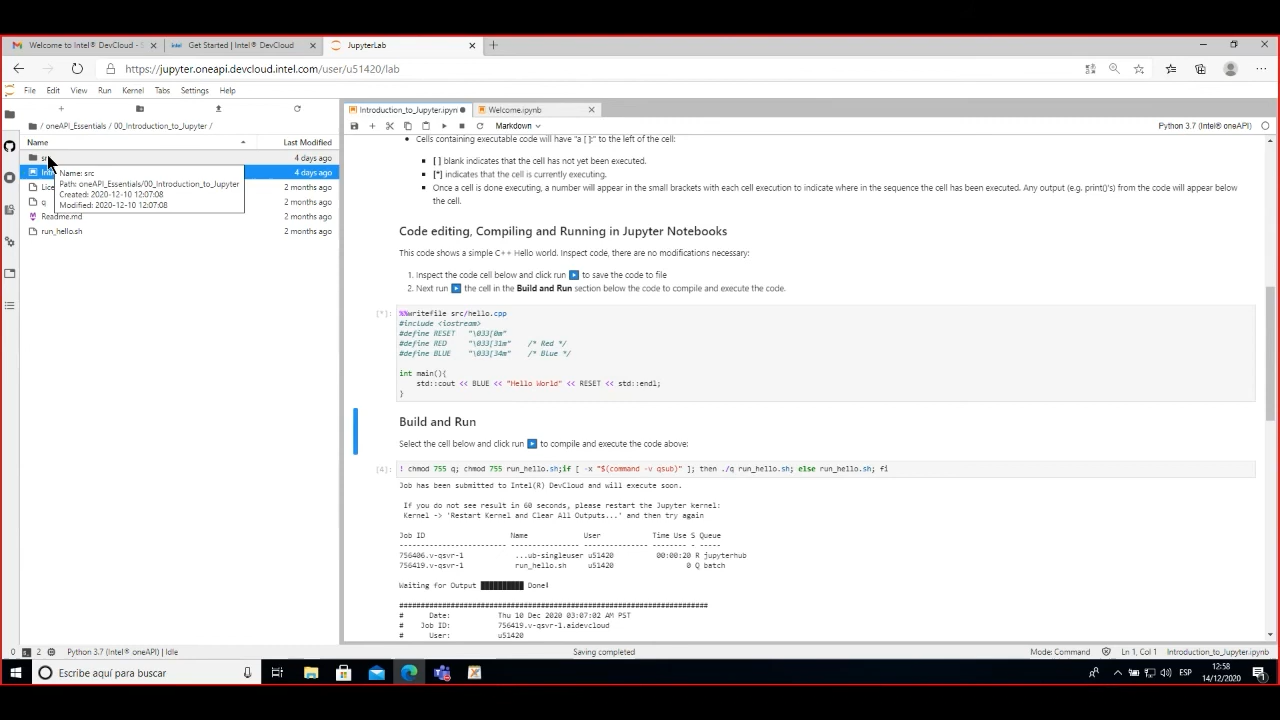 Welcome to Intel® DevCloud - S
Get Started | Intel® DevCloud
JupyterLab
https://jupyter.oneapi.devcloud.intel.com/user/u51420/lab
File Edit View Run Kernel Tabs Settings Help
Introduction_to_Jupyter.ipyn
Welcome.ipynb
/ oneAPI_Essentials / 00_Introduction_to_Jupyter /
Markdown
Python 3.7 (Intel® oneAPI)
Name Last Modified
4 days ago
4 days ago
2 months ago
q 2 months ago
Readme.md 2 months ago
run_hello.sh 2 months ago
Name: src
Path: oneAPI_Essentials/00_Introduction_to_Jupyter
Created: 2020-12-10 12:07:08
Modified: 2020-12-10 12:07:08
• Cells containing executable code will have "a [ ]:" to the left of the cell:
[ ] blank indicates that the cell has not yet been executed.
[*] indicates that the cell is currently executing.
Once a cell is done executing, a number will appear in the small brackets with each cell execution to indicate where in the sequence the cell has been executed. Any output (e.g. print()'s) from the code will appear below
the cell.
Code editing, Compiling and Running in Jupyter Notebooks
This code shows a simple C++ Hello world. Inspect code, there are no modifications necessary:
1. Inspect the code cell below and click run to save the code to file
2. Next run the cell in the Build and Run section below the code to compile and execute the code.
[*]: %%writefile src/hello.cpp
#include <iostream>
#define RESET "\033[0m"
#define RED "\033[31m" /* Red */
#define BLUE "\033[34m" /* Blue */
int main(){
std::cout << BLUE << "Hello World" << RESET << std::endl;
}
Build and Run
Select the cell below and click run to compile and execute the code above:
[4]: ! chmod 755 q; chmod 755 run_hello.sh;if [ -x "$(command -v qsub)" ]; then ./q run_hello.sh; else run_hello.sh; fi
Job has been submitted to Intel(R) DevCloud and will execute soon.
If you do not see result in 60 seconds, please restart the Jupyter kernel:
Kernel -> 'Restart Kernel and Clear All Outputs...' and then try again
Job ID Name User Time Use S Queue
------------------------- ---------------- --------------- -------- - -----
756406.v-qsvr-1 ...ub-singleuser u51420 00:00:20 R jupyterhub
756419.v-qsvr-1 run_hello.sh u51420 0 Q batch
Waiting for Output ██████████ Done!
########################################################################
# Date: Thu 10 Dec 2020 03:07:02 AM PST
# Job ID: 756419.v-qsvr-1.aidevcloud
# User: u51420
0 2 Python 3.7 (Intel® oneAPI) | Idle
Saving completed
Mode: Command
Ln 1, Col 1
Introduction_to_Jupyter.ipynb
Escribe aquí para buscar
ESP
12:58
14/12/2020